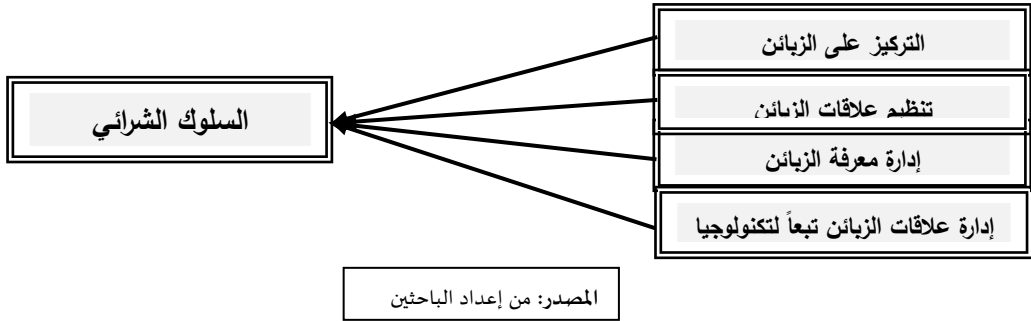 التركيز على الزبائن
تنظيم علاقات الزبائن
السلوك الشرائي
إدارة معرفة الزبائن
إدارة علاقات الزبائن تبعاً لتكنولوجيا
المصدر: من إعداد الباحثين